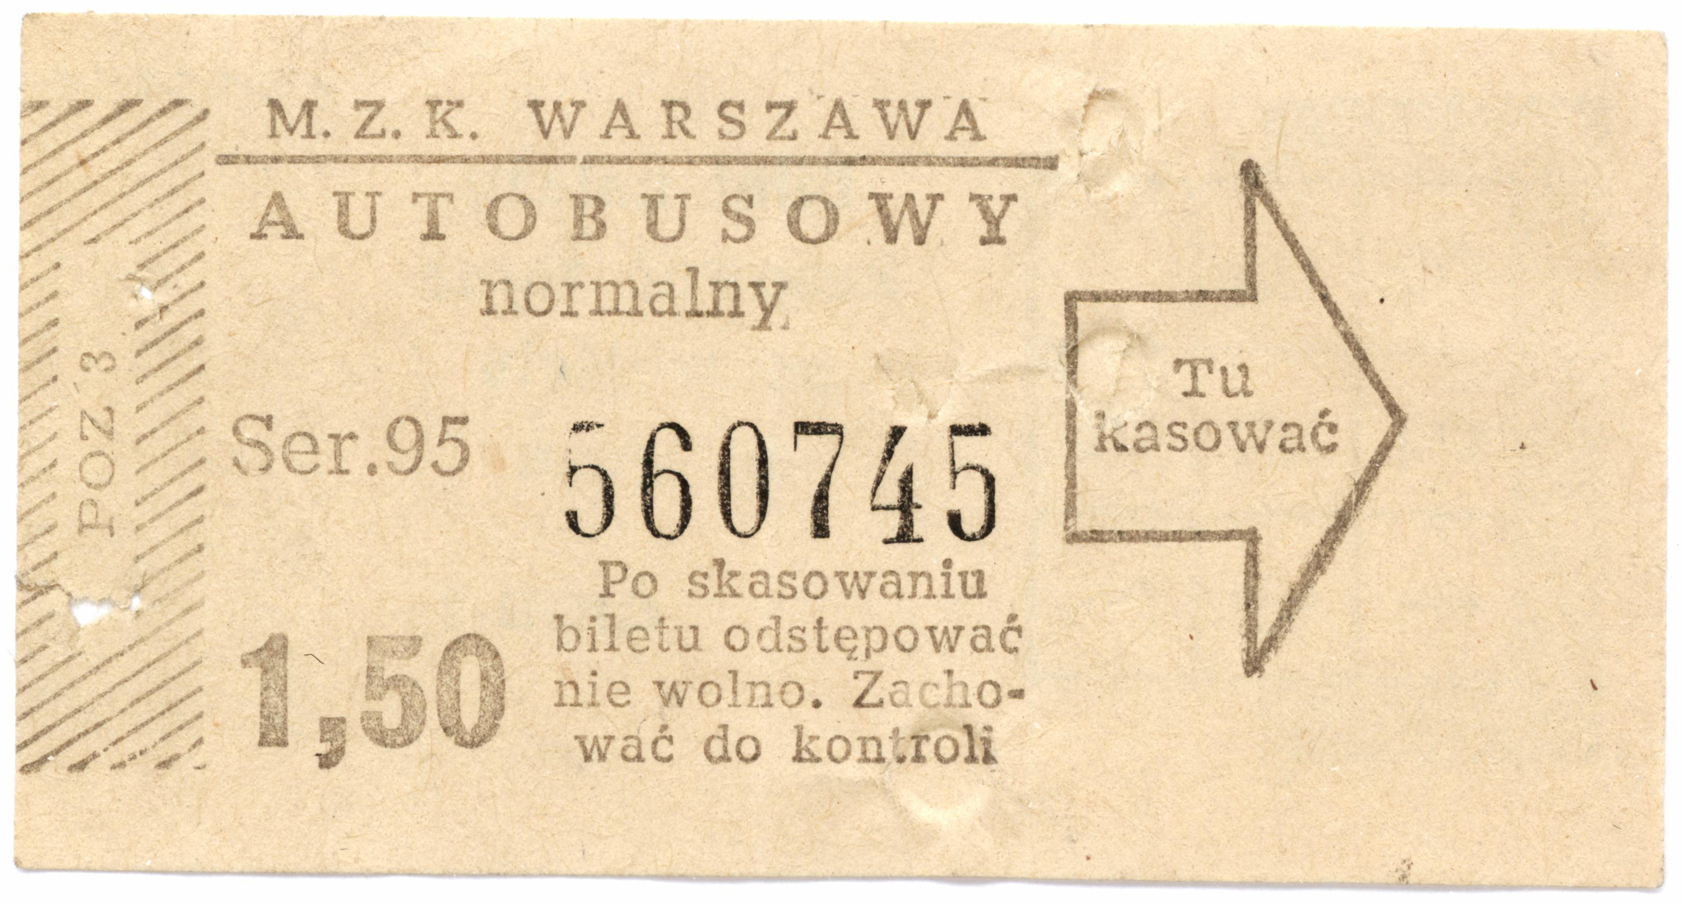 M. Z. K. WARSZAWA
AUTOBUSOWY
normalny
POZ 3
Ser.95
560745
1,50
Po skasowaniu
biletu odstępować
nie wolno. Zacho-
wać do kontroli
Tu
kasować